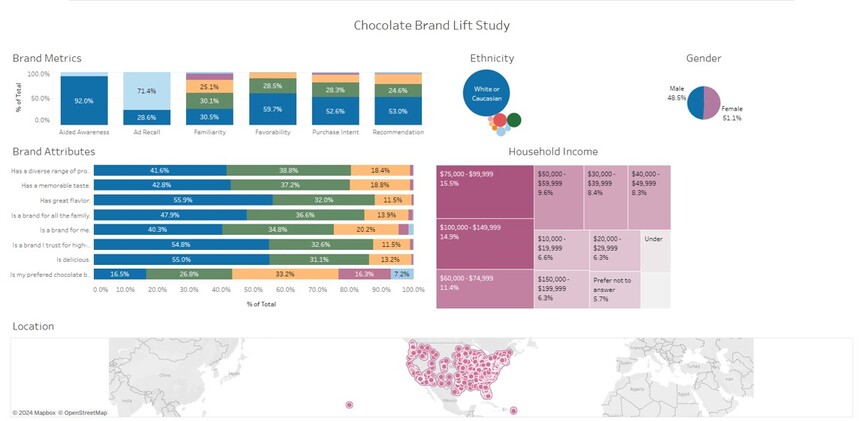 Chocolate Brand Lift Study
Brand Metrics
% of Total
100.0%
50.0%
0.0%
92.0%
71.4%
28.6%
25.1%
30.1%
30.5%
28.5%
59.7%
28.3%
52.6%
24.6%
53.0%
Aided Awareness
Ad Recall
Familiarity
Favorability
Purchase Intent
Recommendation
Ethnicity
White or
Caucasian
Gender
Male
48.5%
Female
51.1%
Brand Attributes
Has a diverse range of pro..
41.6%
38.8%
18.4%
Has a memorable taste.
42.8%
37.2%
18.8%
Has great flavlor.
55.9%
32.0%
11.5%
Is a brand for all the family.
47.9%
36.6%
13.9%
Is a brand for me.
40.3%
34.8%
20.2%
Is a brand I trust for high-..
54.8%
32.6%
11.5%
Is delicious.
55.0%
31.1%
13.2%
Is my prefered chocolate b..
16.5%
26.8%
33.2%
16.3%
7.2%
0.0%
10.0%
20.0%
30.0%
40.0%
50.0%
60.0%
70.0%
80.0%
90.0%
100.0%
% of Total
Household Income
$75,000 - $99,999
15.5%
$100,000 - $149,999
14.9%
$60,000 - $74,999
11.4%
$50,000 -
$59,999
9.6%
$30,000 -
$39,999
8.4%
$40,000 -
$49,999
8.3%
$10,000 -
$19,999
6.6%
$20,000 -
$29,999
6.3%
Under
$150,000 -
$199,999
6.3%
Prefer not to
answer
5.7%
Location
China
India
Mexico
Algeria
Iran
© 2024 Mapbox © OpenStreetMap